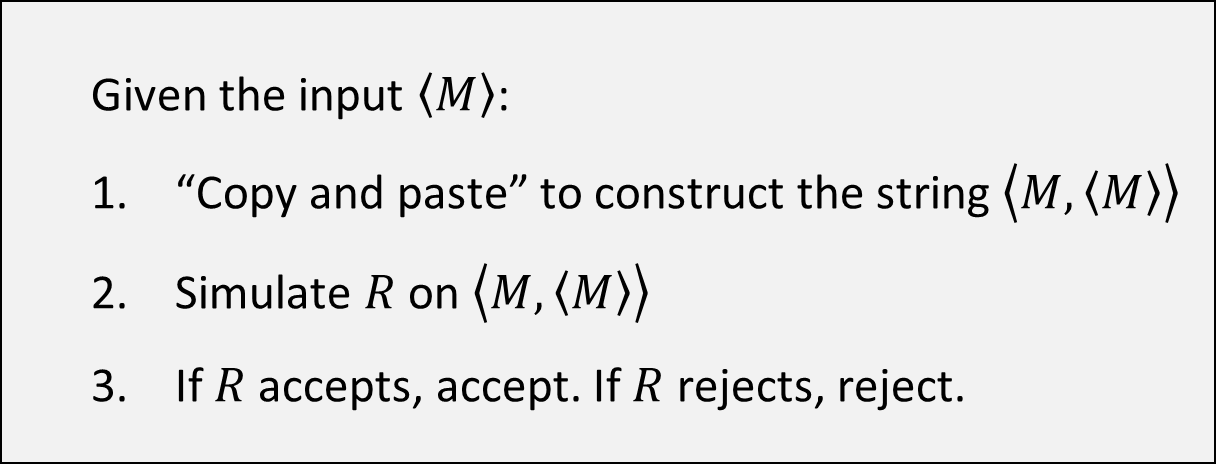 Given the input ⟨M⟩:
1. “Copy and paste” to construct the string ⟨M, ⟨M⟩⟩
2. Simulate R on ⟨M, ⟨M⟩⟩
3. If R accepts, accept. If R rejects, reject.